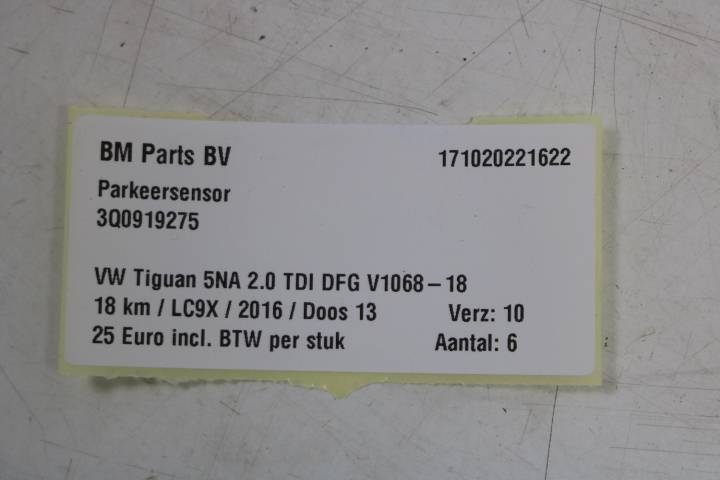 BM Parts BV 171020221622
Parkeersensor
3Q0919275
VW Tiguan 5NA 2.0 TDI DFG V1068-18
18 km / LC9X / 2016 / Doos 13 Verz: 10
25 Euro incl. BTW per stuk Aantal: 6